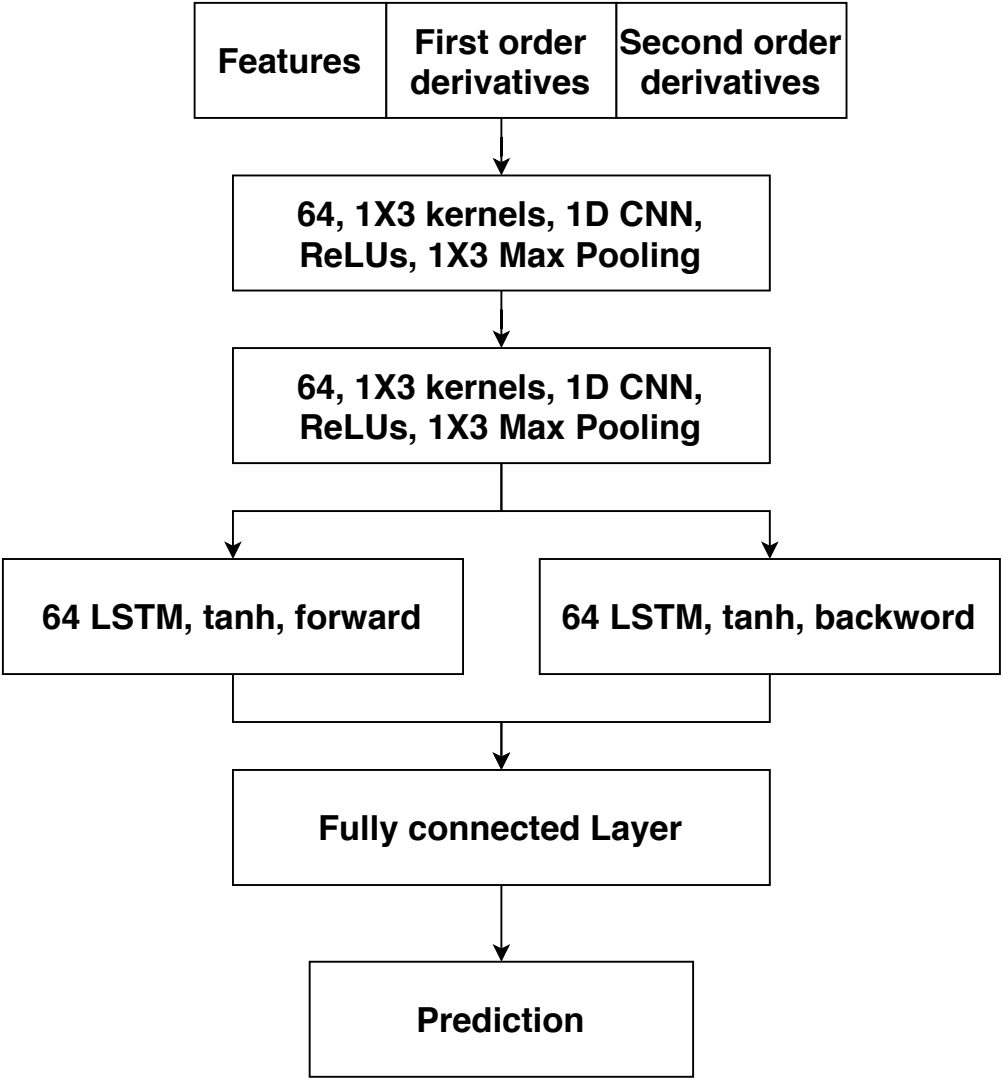 Features
First order
derivatives
Second order
derivatives
64, 1X3 kernels, 1D CNN,
ReLUs, 1X3 Max Pooling
64, 1X3 kernels, 1D CNN,
ReLUs, 1X3 Max Pooling
64 LSTM, tanh, forward
64 LSTM, tanh, backword
Fully connected Layer
Prediction